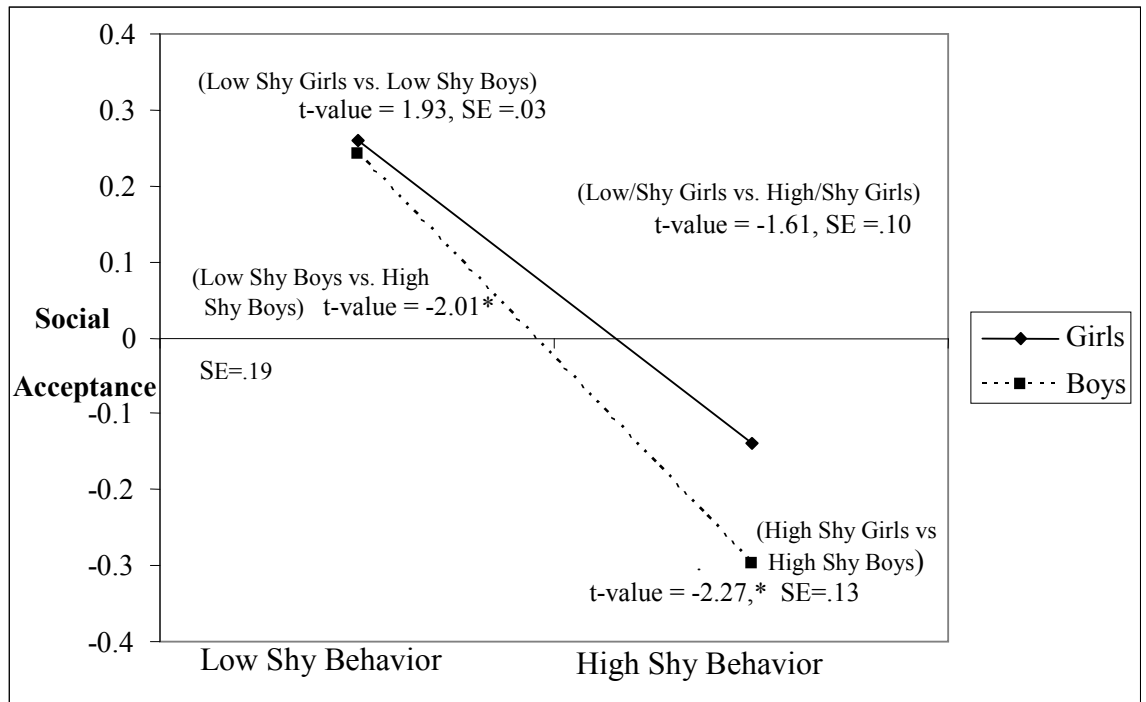 0.4
0.3
0.2
0.1
0
-0.1
-0.2
-0.3
-0.4
Social
Acceptance
(Low Shy Girls vs. Low Shy Boys)
t-value = 1.93, SE =.03
(Low/Shy Girls vs. High/Shy Girls)
t-value = -1.61, SE =.10
(Low Shy Boys vs. High
Shy Boys) t-value = -2.01*
SE=.19
(High Shy Girls vs
High Shy Boys)
t-value = -2.27,* SE=.13
Low Shy Behavior
High Shy Behavior
Girls
Boys